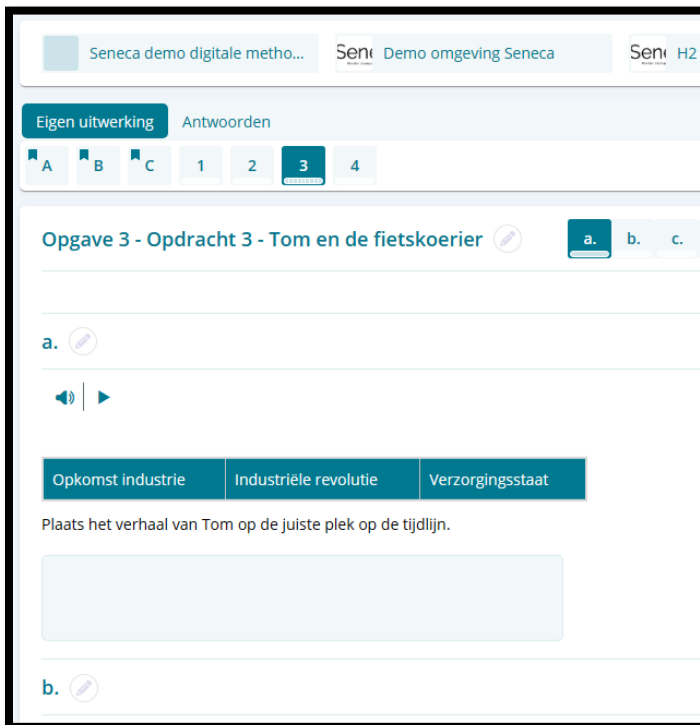 Seneca demo digitale metho... Sene Demo omgeving Seneca Sene H2
Eigen uitwerking Antwoorden
A B C 1 2 3 4
Opgave 3 - Opdracht 3 - Tom en de fietskoerier a. b. c.
a.
Opkomst industrie Industriële revolutie Verzorgingsstaat
Plaats het verhaal van Tom op de juiste plek op de tijdlijn.
b.